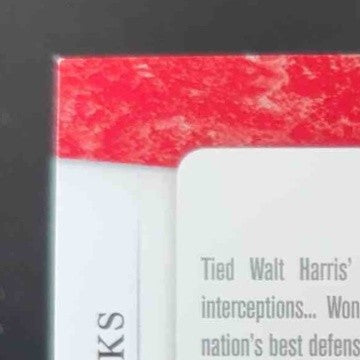 Tied Walt Harris'
interceptions... Won
nation's best defens
KS